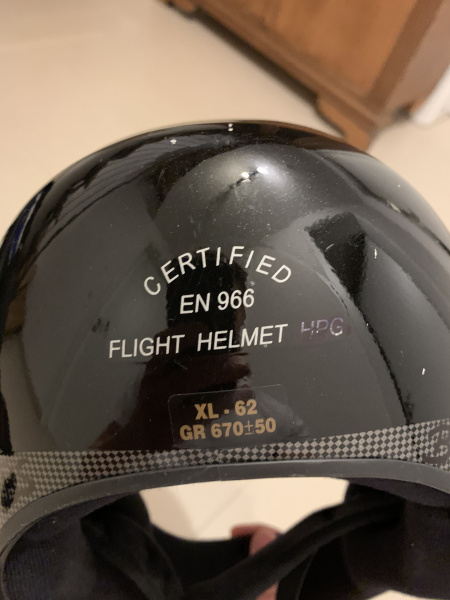 CERTIFIED
EN 966
FLIGHT HELMET HPG
XL - 62
GR 670±50